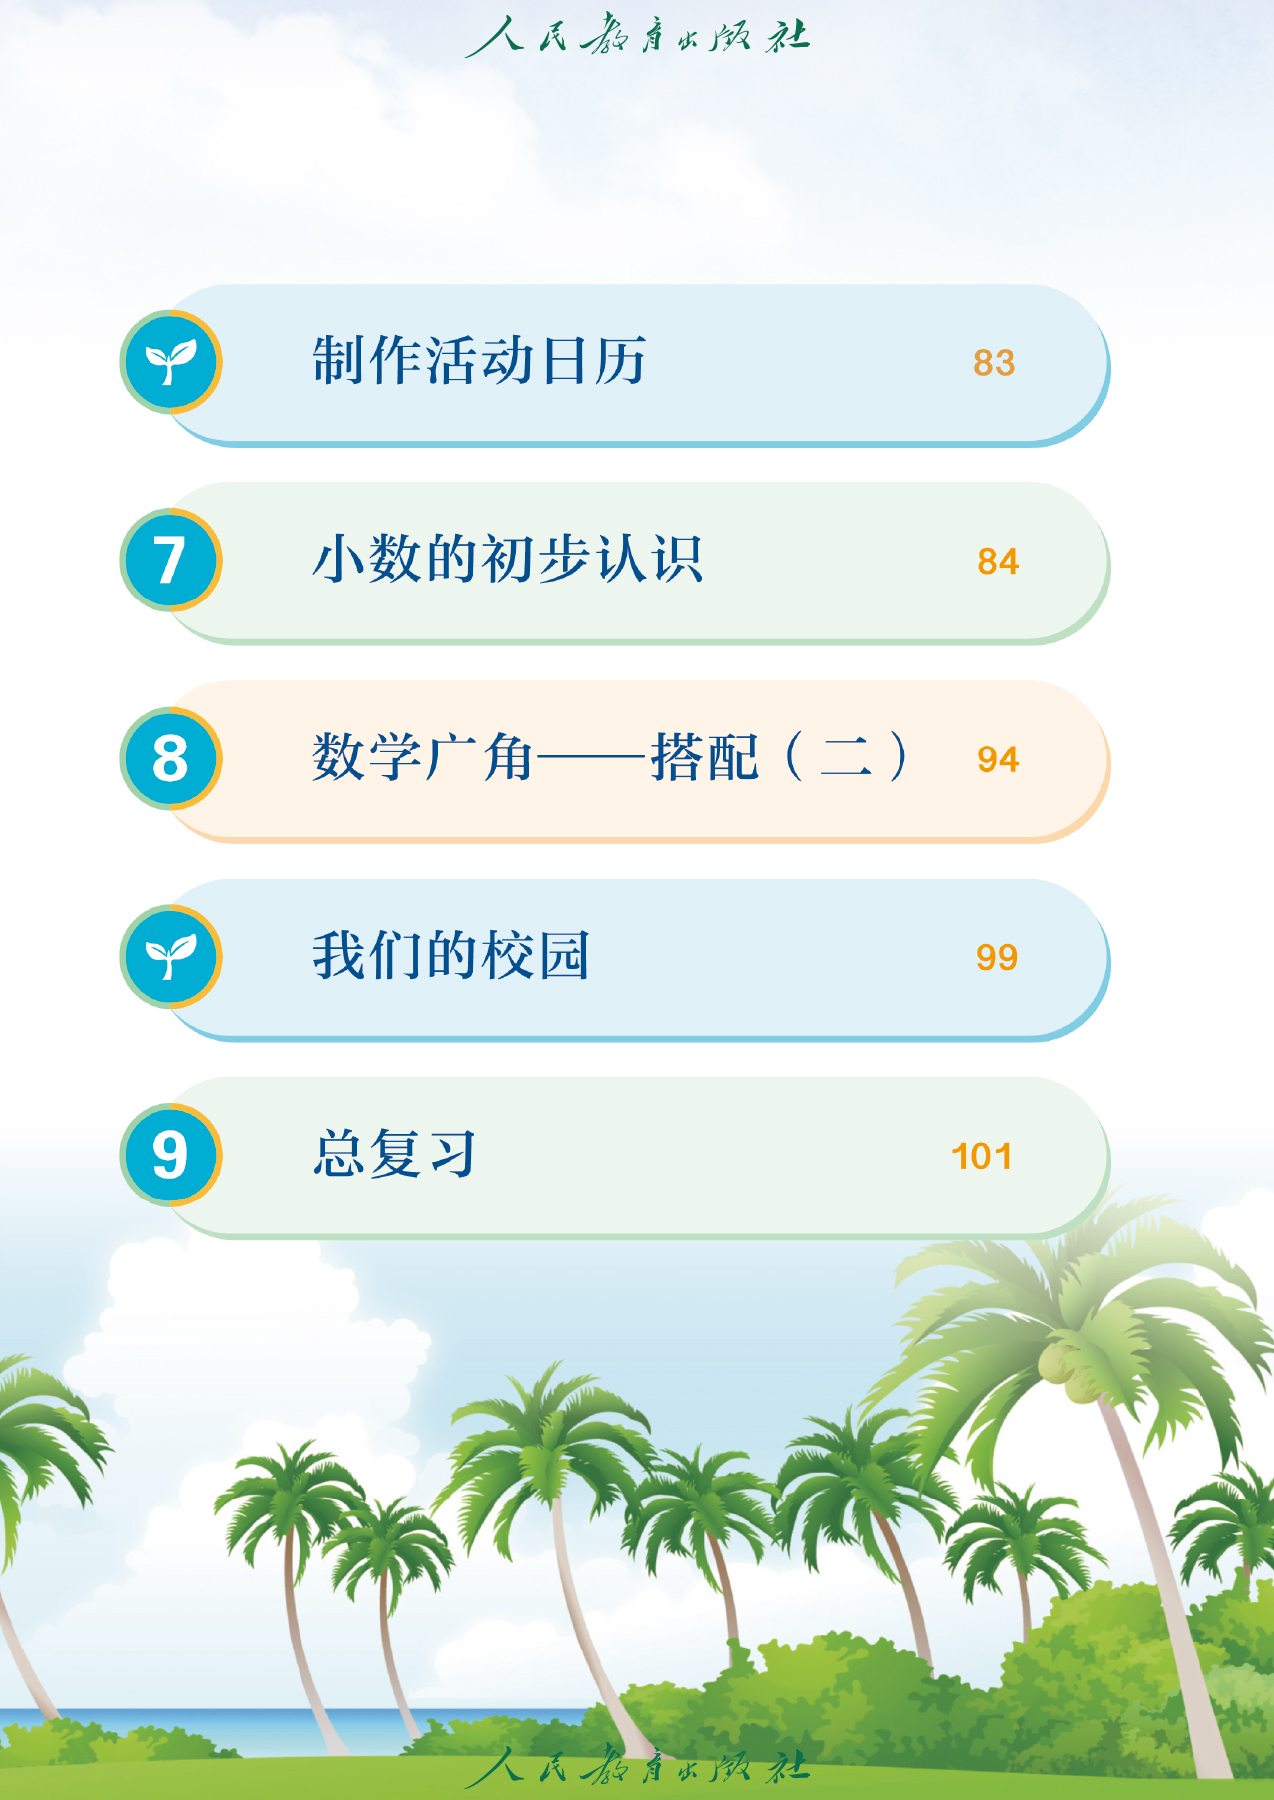 人民教育出版社
制作活动日历 83
7 小数的初步认识 84
8 数学广角——搭配（二） 94
我们的校园 99
9 总复习 101
人民教育出版社